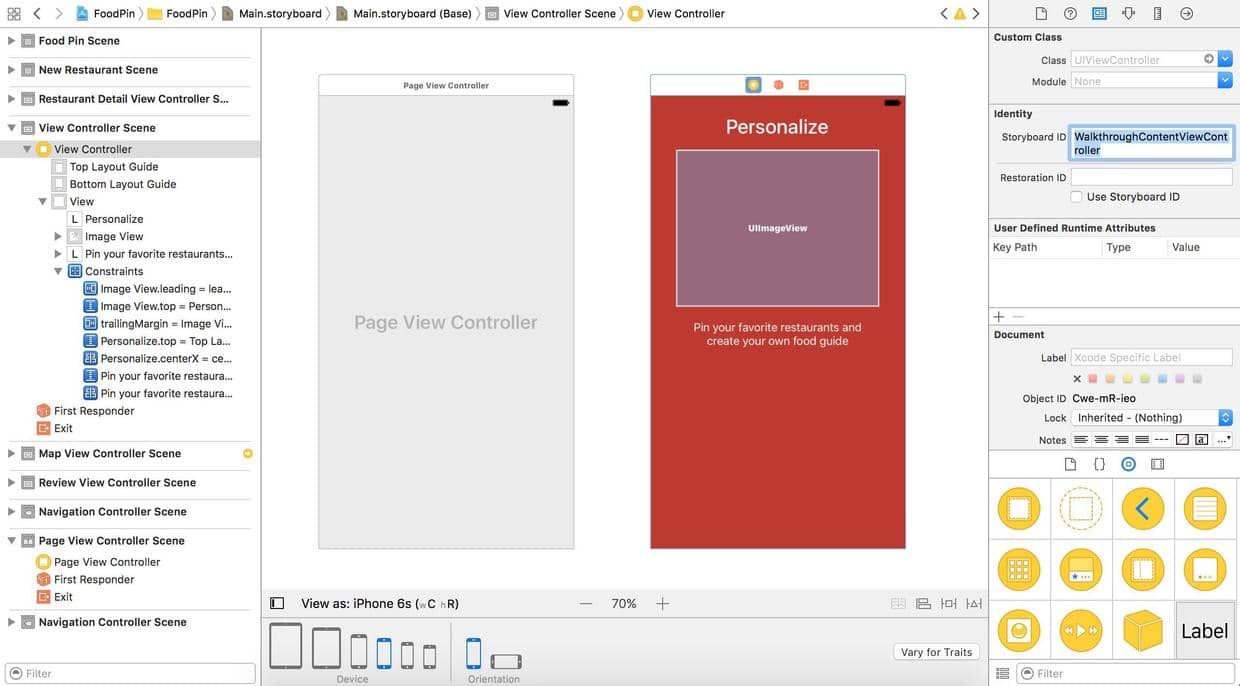 FoodPin
FoodPin
Main.storyboard
Main.storyboard (Base)
View Controller Scene
View Controller
Food Pin Scene
New Restaurant Scene
Restaurant Detail View Controller S...
View Controller Scene
View Controller
Top Layout Guide
Bottom Layout Guide
View
L Personalize
Image View
L Pin your favorite restaurants...
Constraints
Image View.leading = lea...
Image View.top = Person...
trailingMargin = Image Vi...
Personalize.top = Top La...
Personalize.centerX = ce...
Pin your favorite restaura...
Pin your favorite restaura...
First Responder
Exit
Map View Controller Scene
Review View Controller Scene
Navigation Controller Scene
Page View Controller Scene
Page View Controller
First Responder
Exit
Navigation Controller Scene
Filter
Page View Controller
Page View Controller
Personalize
UIImageView
Pin your favorite restaurants and
create your own food guide
View as: iPhone 6s (wC hR)
70%
Device
Orientation
Vary for Traits
Custom Class
Class UIViewController
Module None
Identity
Storyboard ID WalkthroughContentViewCont
roller
Restoration ID
Use Storyboard ID
User Defined Runtime Attributes
Key Path Type Value
Document
Label Xcode Specific Label
Object ID Cwe-mR-ieo
Lock Inherited - (Nothing)
Notes
Label
Filter